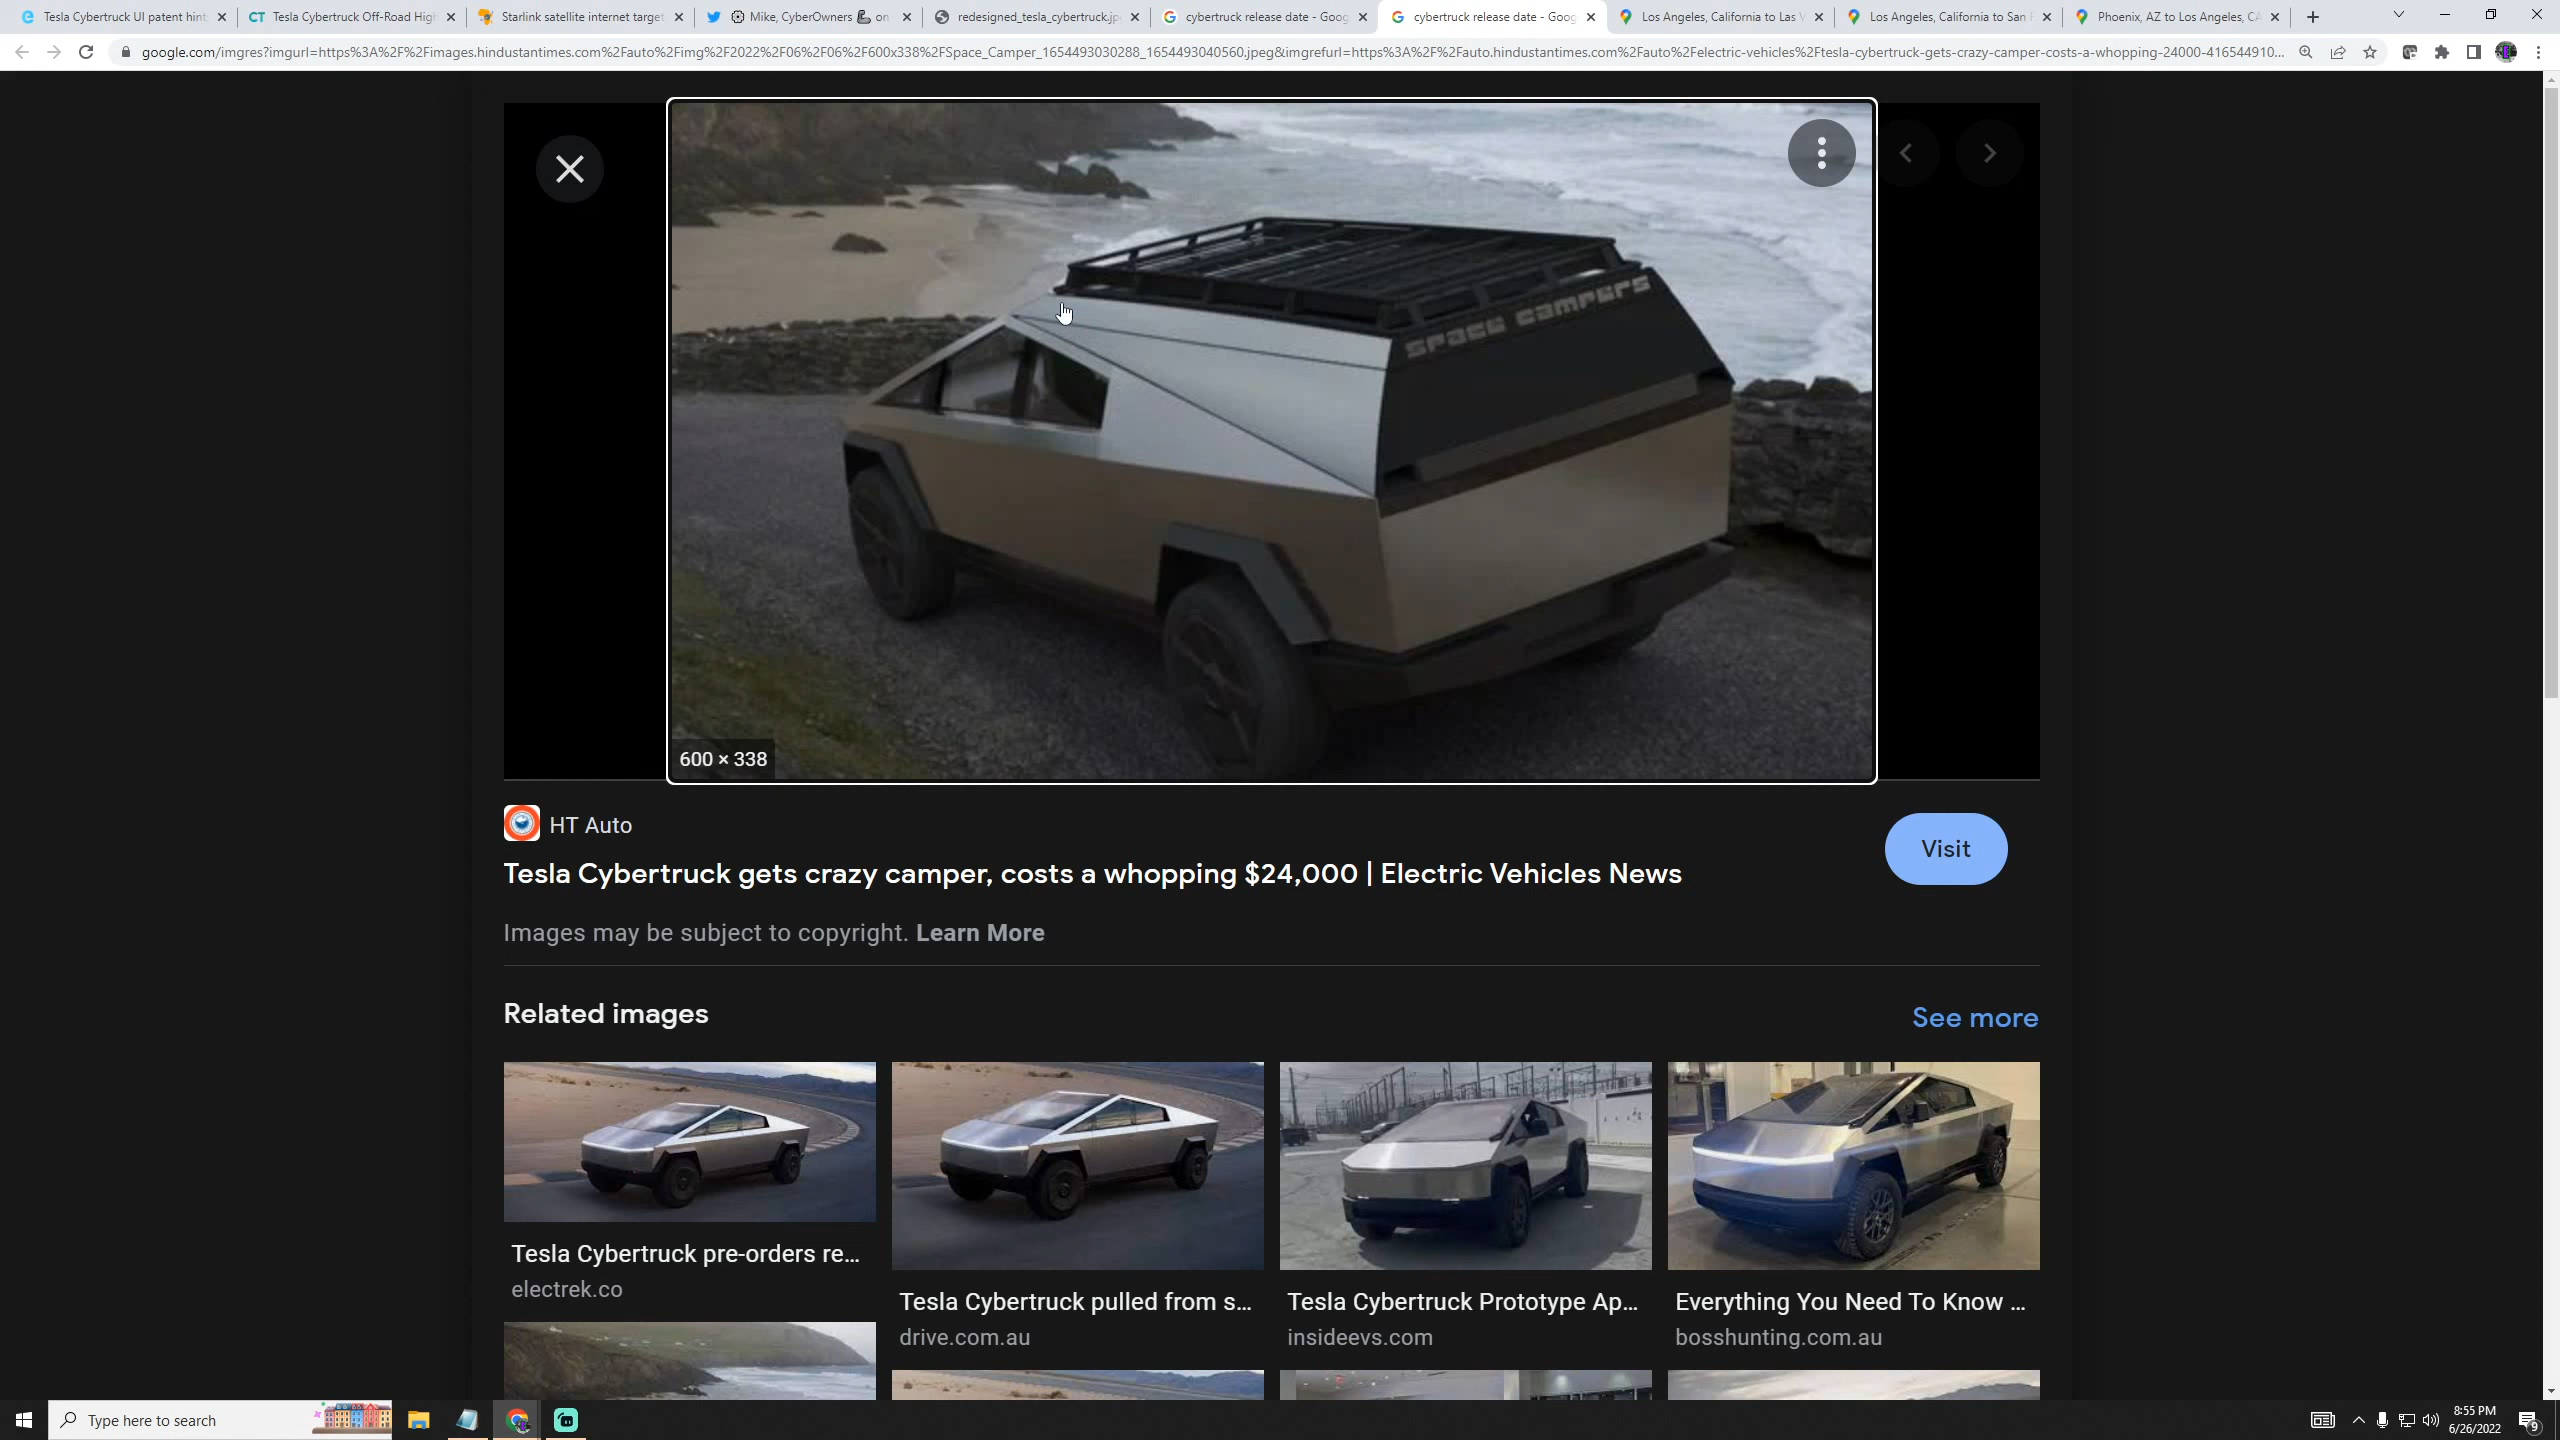 Tesla Cybertruck UI patent hint
CT Tesla Cybertruck Off-Road High
Starlink satellite internet target
Mike, CyberOwners 🦾 on
redesigned_tesla_cybertruck.jp
cybertruck release date - Goog
cybertruck release date - Goog
Los Angeles, California to Las V
Los Angeles, California to San F
Phoenix, AZ to Los Angeles, CA
google.com/imgres?imgurl=https%3A%2F%2Fimages.hindustantimes.com%2Fauto%2Fimg%2F2022%2F06%2F06%2F600x338%2FSpace_Camper_1654493030288_1654493040560.jpeg&imgrefurl=https%3A%2F%2Fauto.hindustantimes.com%2Fauto%2Felectric-vehicles%2Ftesla-cybertruck-gets-crazy-camper-costs-a-whopping-24000-416544910...
space campers
600 × 338
HT Auto
Visit
Tesla Cybertruck gets crazy camper, costs a whopping $24,000 | Electric Vehicles News
Images may be subject to copyright. Learn More
Related images
See more
Tesla Cybertruck pre-orders re...
electrek.co
Tesla Cybertruck pulled from s...
drive.com.au
Tesla Cybertruck Prototype Ap...
insideevs.com
Everything You Need To Know ...
bosshunting.com.au
Type here to search
8:55 PM
6/26/2022
9